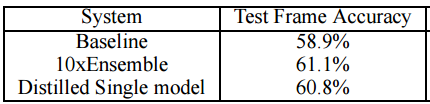 System Test Frame Accuracy
Baseline 58.9%
10xEnsemble 61.1%
Distilled Single model 60.8%